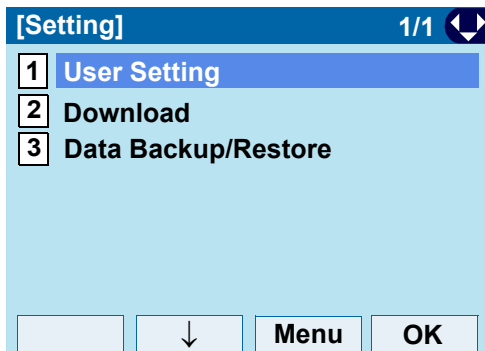 [Setting] 1/1
1 User Setting
2 Download
3 Data Backup/Restore
↓ Menu OK